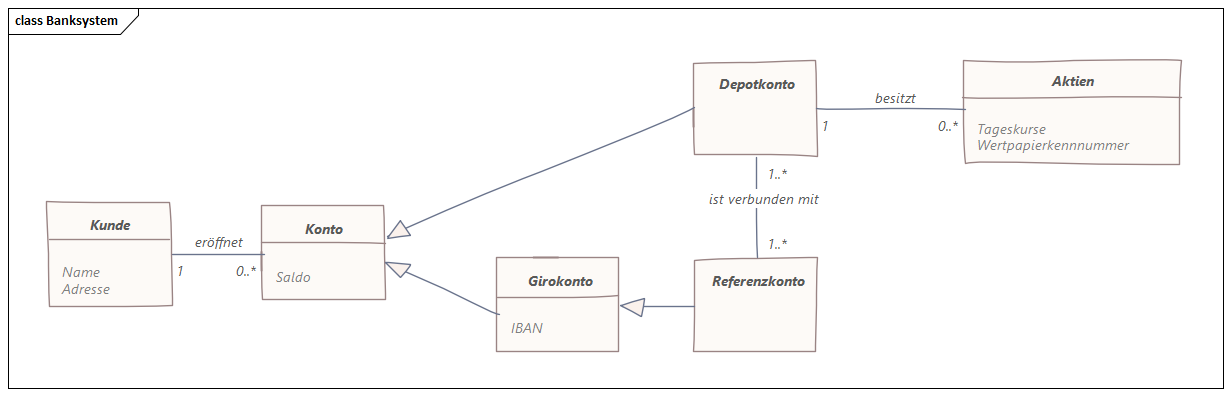 class Banksystem
Depotkonto
besitzt
1
0..*
Aktien
Tageskurse
Wertpapierkennnummer
1..*
ist verbunden mit
1..*
Kunde
Name
Adresse
eröffnet
1
0..*
Konto
Saldo
Girokonto
IBAN
Referenzkonto